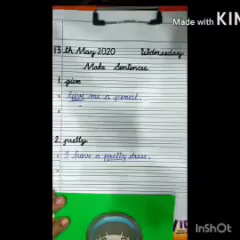 Made with KIN
13th May 2020 Wednesday
Make Sentences
1. give
Give me a pencil.
2. pretty
I have a pretty dress.
InShOt